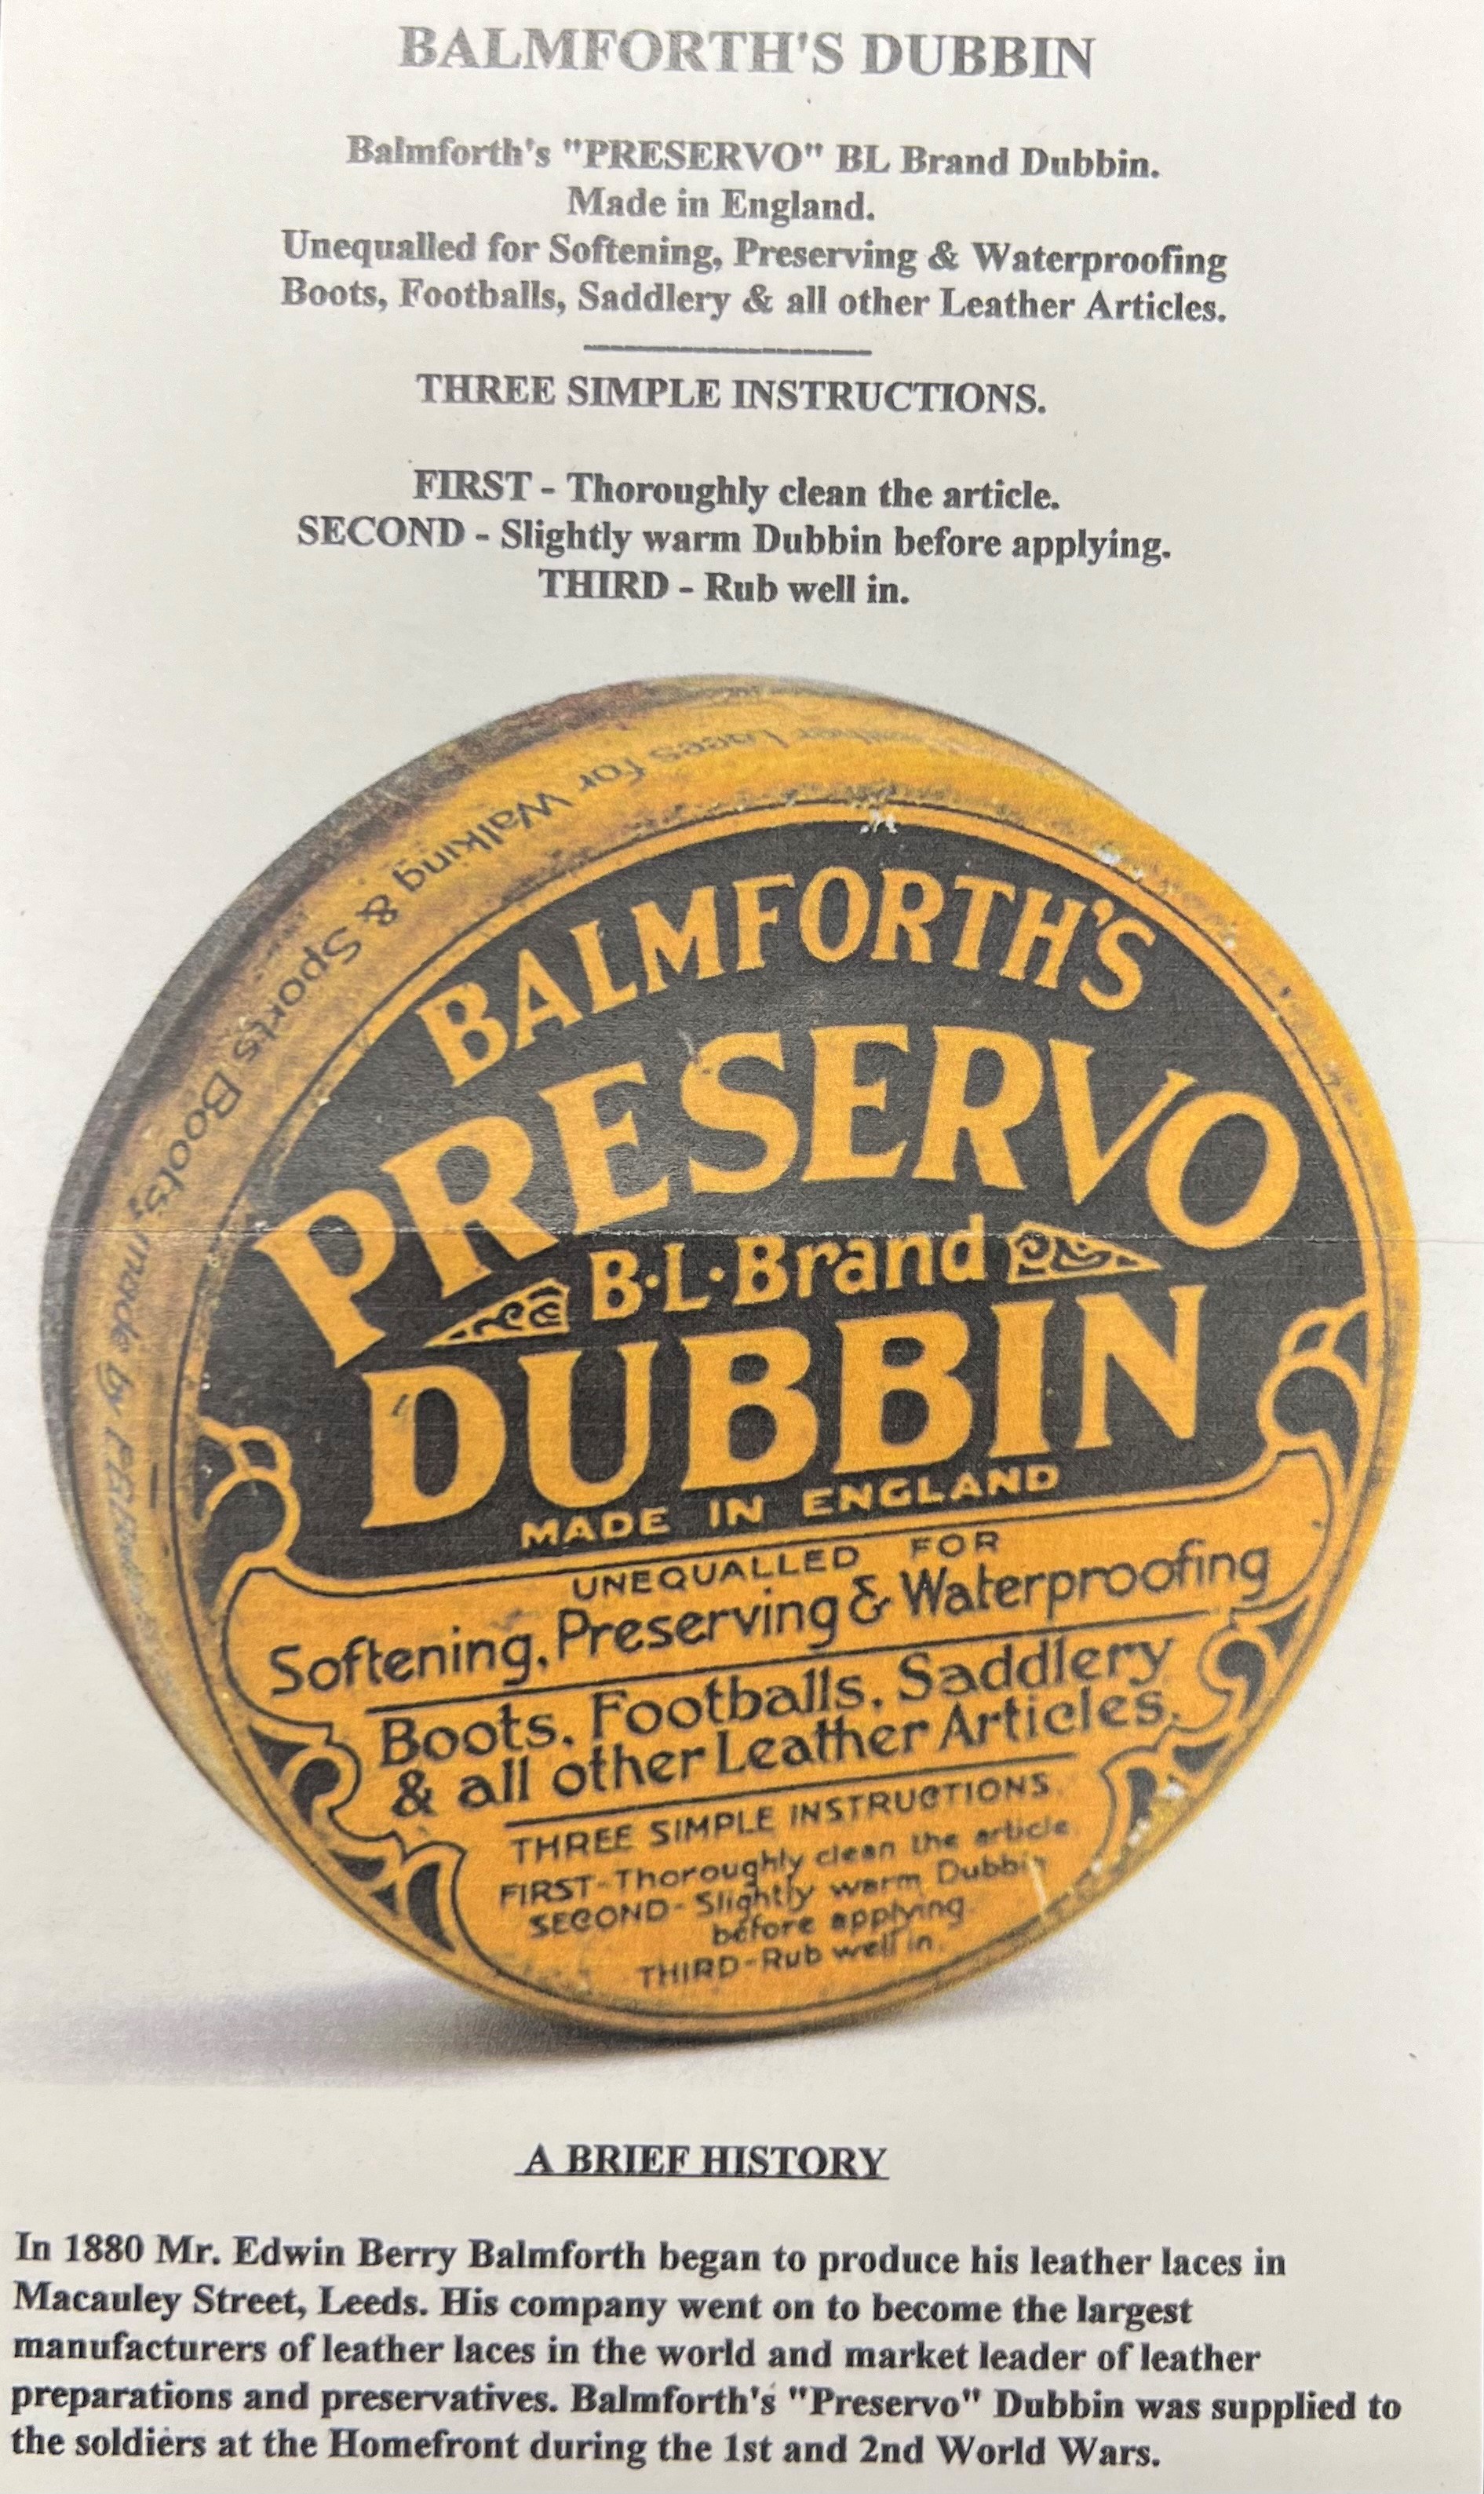 BALMFORTH'S DUBBIN
Balmforth's "PRESERVO" BL Brand Dubbin.
Made in England.
Unequalled for Softening, Preserving & Waterproofing
Boots, Footballs, Saddlery & all other Leather Articles.
THREE SIMPLE INSTRUCTIONS.
FIRST - Thoroughly clean the article.
SECOND - Slightly warm Dubbin before applying.
THIRD - Rub well in.
Laces for Walking & Sports Boots, made by
BALMFORTH'S
PRESERVO
B·L·Brand
DUBBIN
MADE IN ENGLAND
UNEQUALLED FOR
Softening, Preserving & Waterproofing
Boots, Footballs, Saddlery
& all other Leather Articles.
THREE SIMPLE INSTRUCTIONS.
FIRST-Thoroughly clean the article
SECOND-Slightly warm Dubbin
before applying.
THIRD-Rub well in.
A BRIEF HISTORY
In 1880 Mr. Edwin Berry Balmforth began to produce his leather laces in
Macauley Street, Leeds. His company went on to become the largest
manufacturers of leather laces in the world and market leader of leather
preparations and preservatives. Balmforth's "Preservo" Dubbin was supplied to
the soldiers at the Homefront during the 1st and 2nd World Wars.